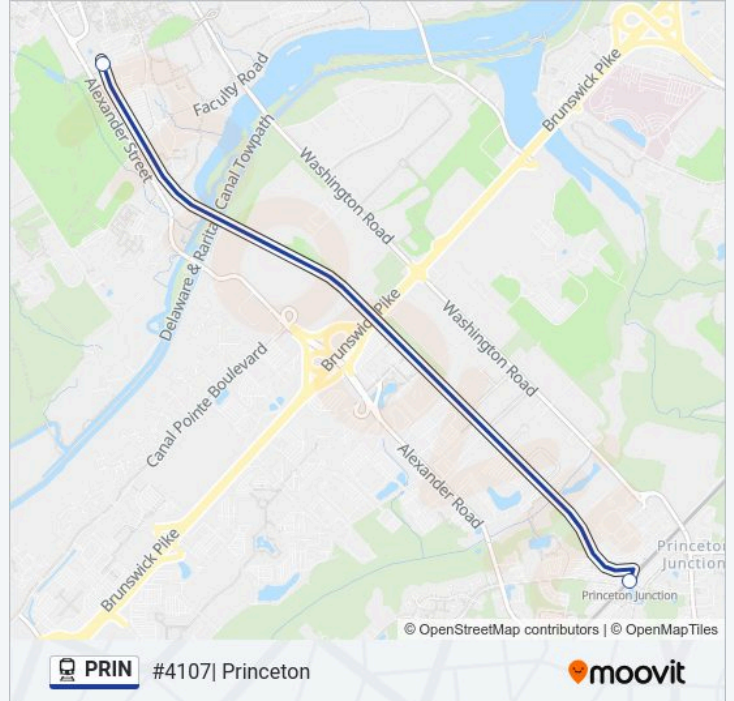 Faculty Road
Alexander Street
Brunswick Pike
Delaware & Raritan Canal Towpath
Washington Road
Brunswick Pike
Washington Road
Canal Pointe Boulevard
Alexander Road
Brunswick Pike
Princeton
Junction
Princeton Junction
© OpenStreetMap contributors | © OpenMapTiles
PRIN #4107| Princeton
moovit